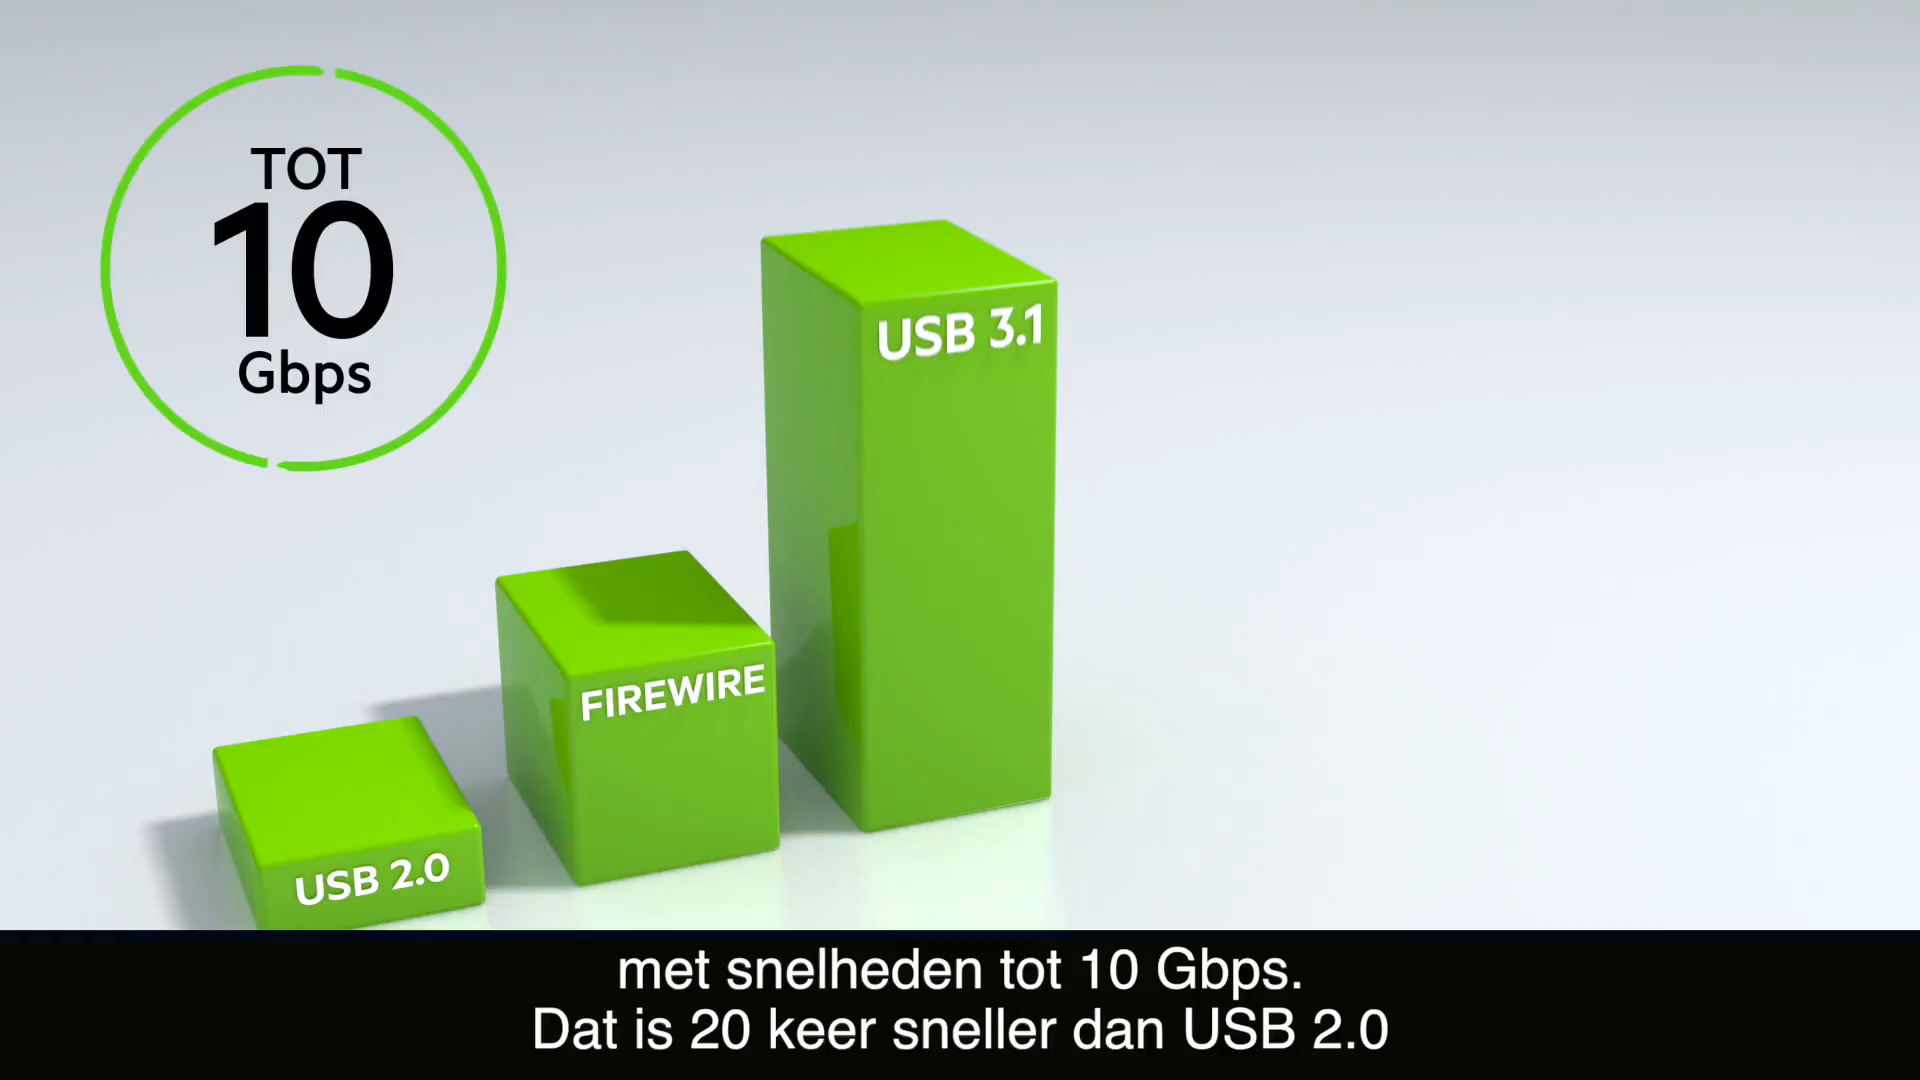 TOT
10
Gbps
USB 3.1
FIREWIRE
USB 2.0
met snelheden tot 10 Gbps.
Dat is 20 keer sneller dan USB 2.0